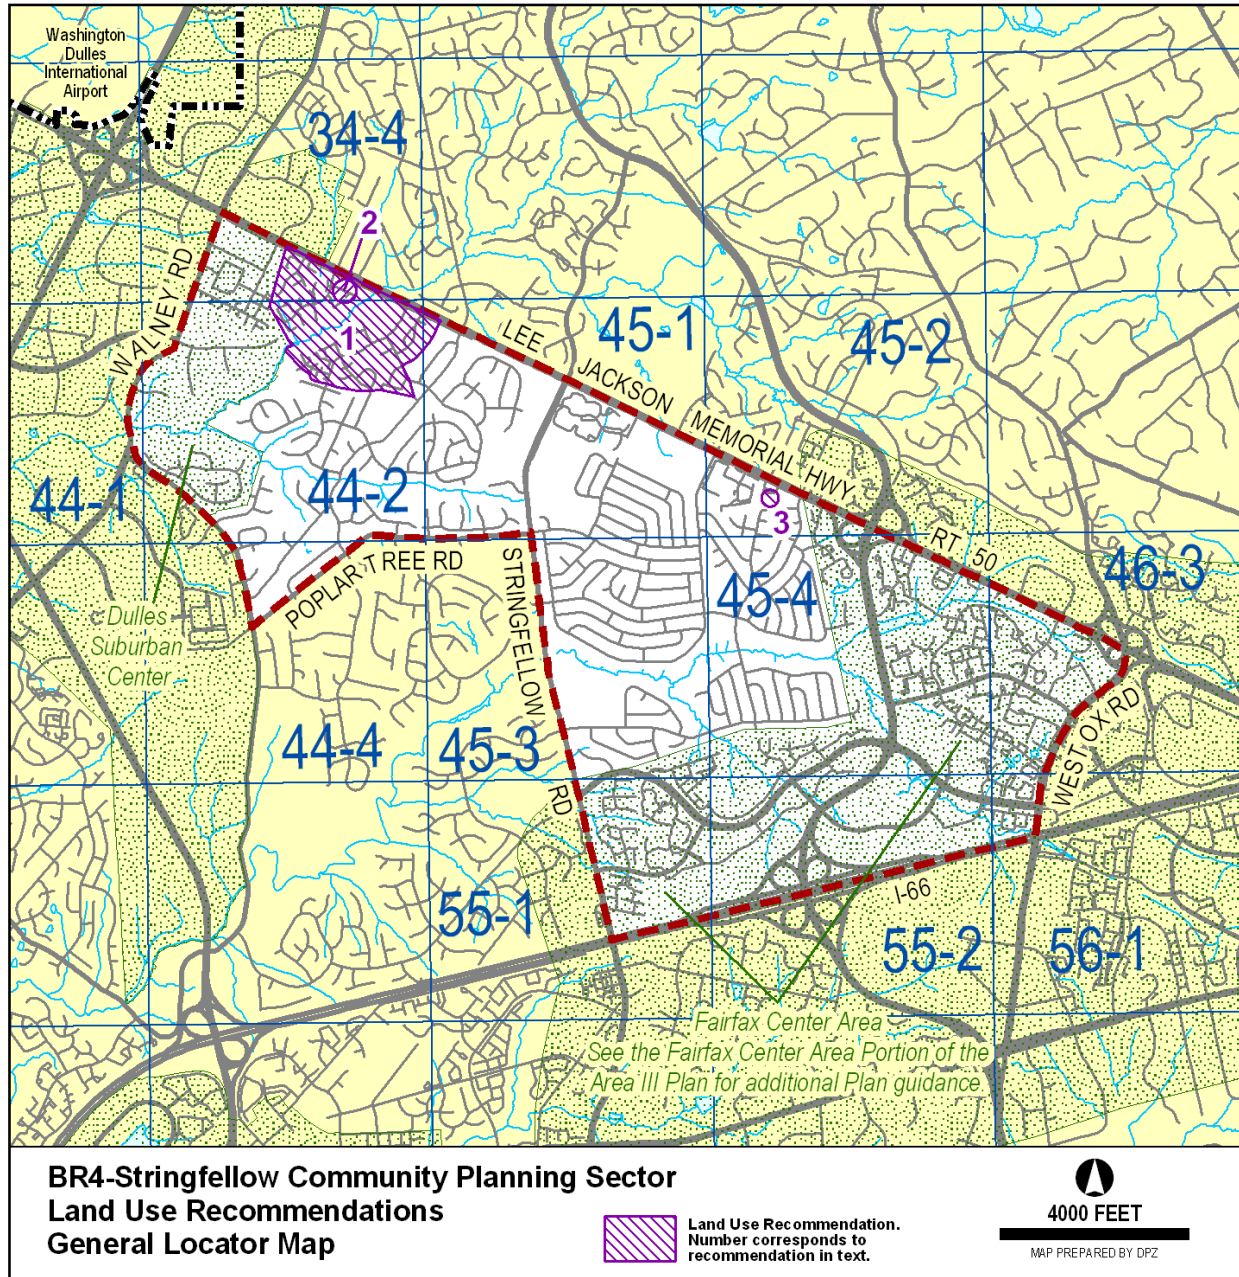 Washington
Dulles
International
Airport
34-4
2
WALNEY RD
1
LEE JACKSON MEMORIAL HWY
45-1
45-2
44-1
44-2
3
RT 50
46-3
POPLAR TREE RD
STRINGFELLOW RD
45-4
Dulles
Suburban
Center
44-4
45-3
WEST OX RD
55-1
I-66
55-2
56-1
Fairfax Center Area
See the Fairfax Center Area Portion of the
Area III Plan for additional Plan guidance
BR4-Stringfellow Community Planning Sector
Land Use Recommendations
General Locator Map
Land Use Recommendation.
Number corresponds to
recommendation in text.
4000 FEET
MAP PREPARED BY DPZ